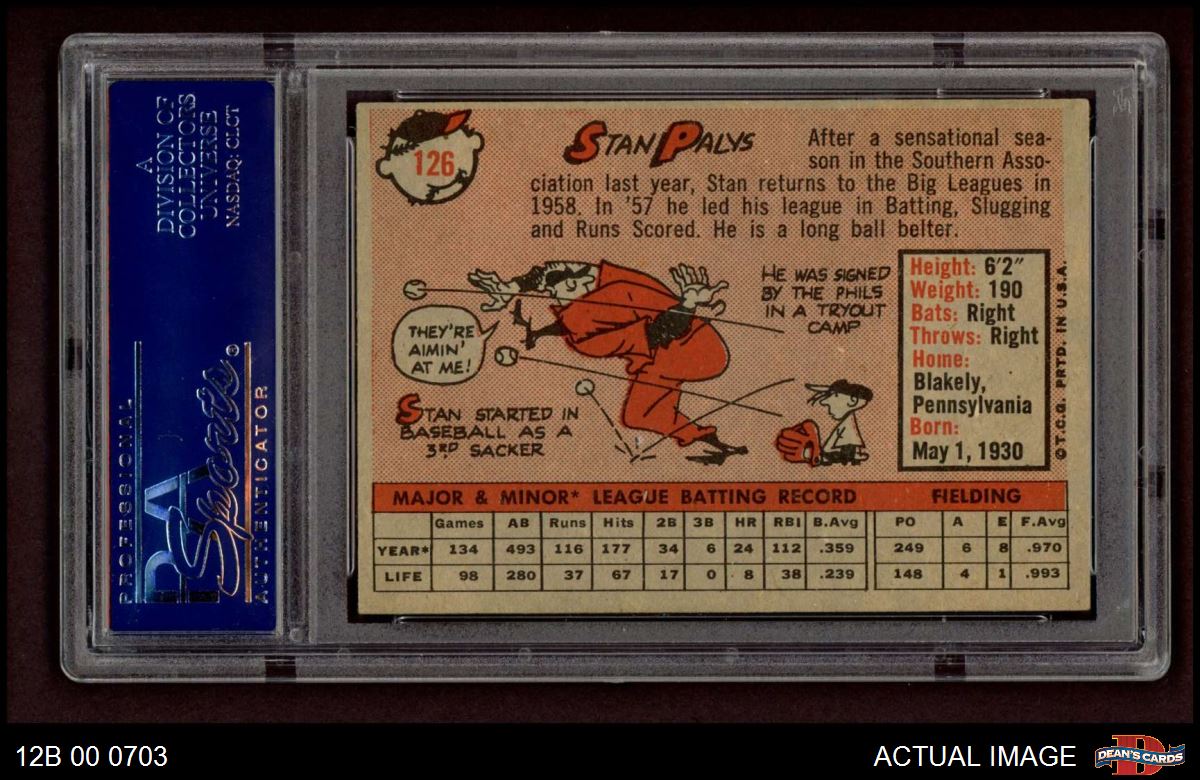 A
DIVISION OF
COLLECTORS
UNIVERSE
NASDAQ: CLCT
PROFESSIONAL
PSA
Sports®
AUTHENTICATOR
126
STAN PALYS
After a sensational sea-
son in the Southern Asso-
ciation last year, Stan returns to the Big Leagues in
1958. In '57 he led his league in Batting, Slugging
and Runs Scored. He is a long ball belter.
HE WAS SIGNED
BY THE PHILS
IN A TRYOUT
CAMP
THEY'RE
AIMIN'
AT ME!
STAN STARTED IN
BASEBALL AS A
3RD SACKER
Height: 6'2"
Weight: 190
Bats: Right
Throws: Right
Home:
Blakely,
Pennsylvania
Born:
May 1, 1930
©T.C.G. PRTD. IN U.S.A.
MAJOR & MINOR* LEAGUE BATTING RECORD FIELDING
Games AB Runs Hits 2B 3B HR RBI B.Avg PO A E F.Avg
YEAR* 134 493 116 177 34 6 24 112 .359 249 6 8 .970
LIFE 98 280 37 67 17 0 8 38 .239 148 4 1 .993
12B 00 0703
ACTUAL IMAGE
DEAN'S CARDS